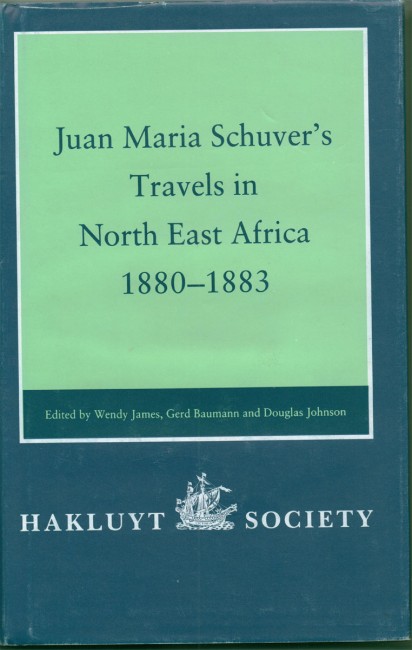 Juan Maria Schuver's
Travels in
North East Africa
1880–1883
Edited by Wendy James, Gerd Baumann and Douglas Johnson
HAKLUYT SOCIETY